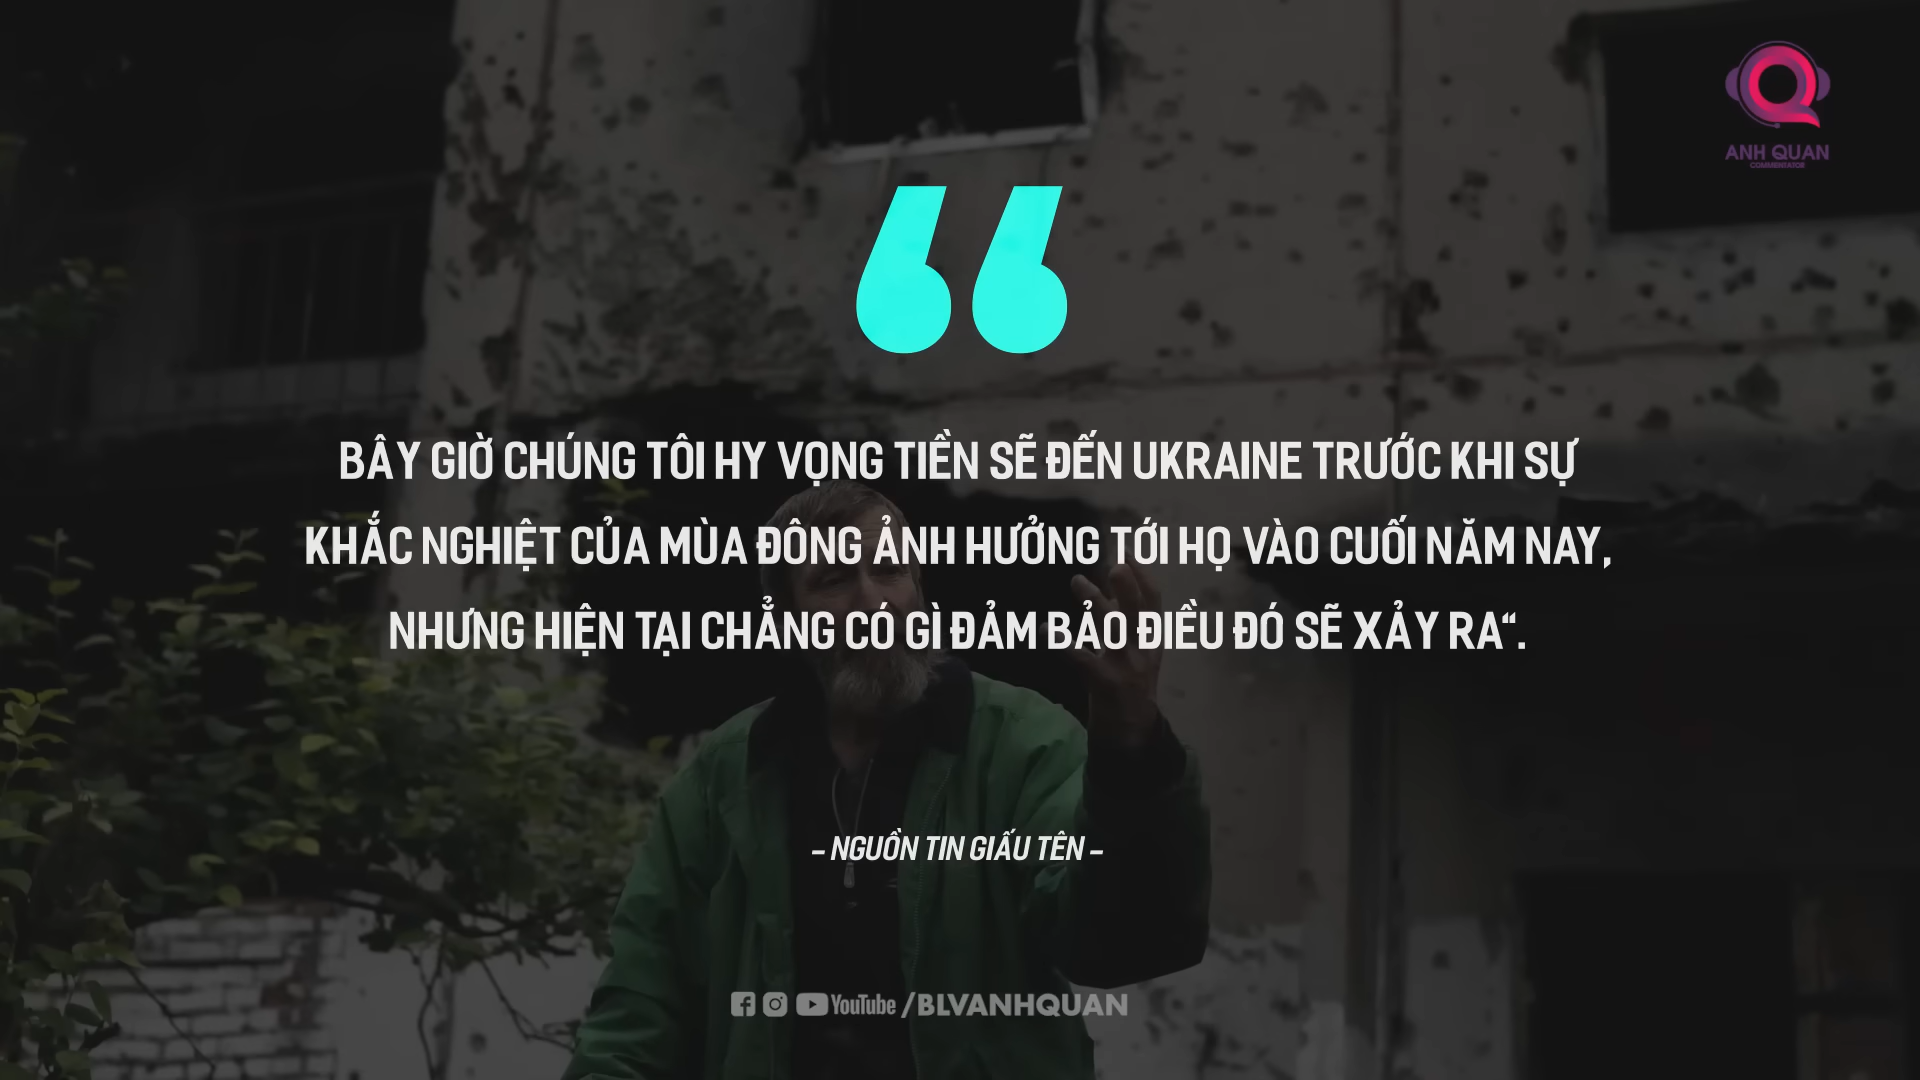 ANH QUAN
COMMENTATOR
BÂY GIỜ CHÚNG TÔI HY VỌNG TIỀN SẼ ĐẾN UKRAINE TRƯỚC KHI SỰ
KHẮC NGHIỆT CỦA MÙA ĐÔNG ẢNH HƯỞNG TỚI HỌ VÀO CUỐI NĂM NAY,
NHƯNG HIỆN TẠI CHẲNG CÓ GÌ ĐẢM BẢO ĐIỀU ĐÓ SẼ XẢY RA“.
– NGUỒN TIN GIẤU TÊN –
YouTube /BLVANHQUAN